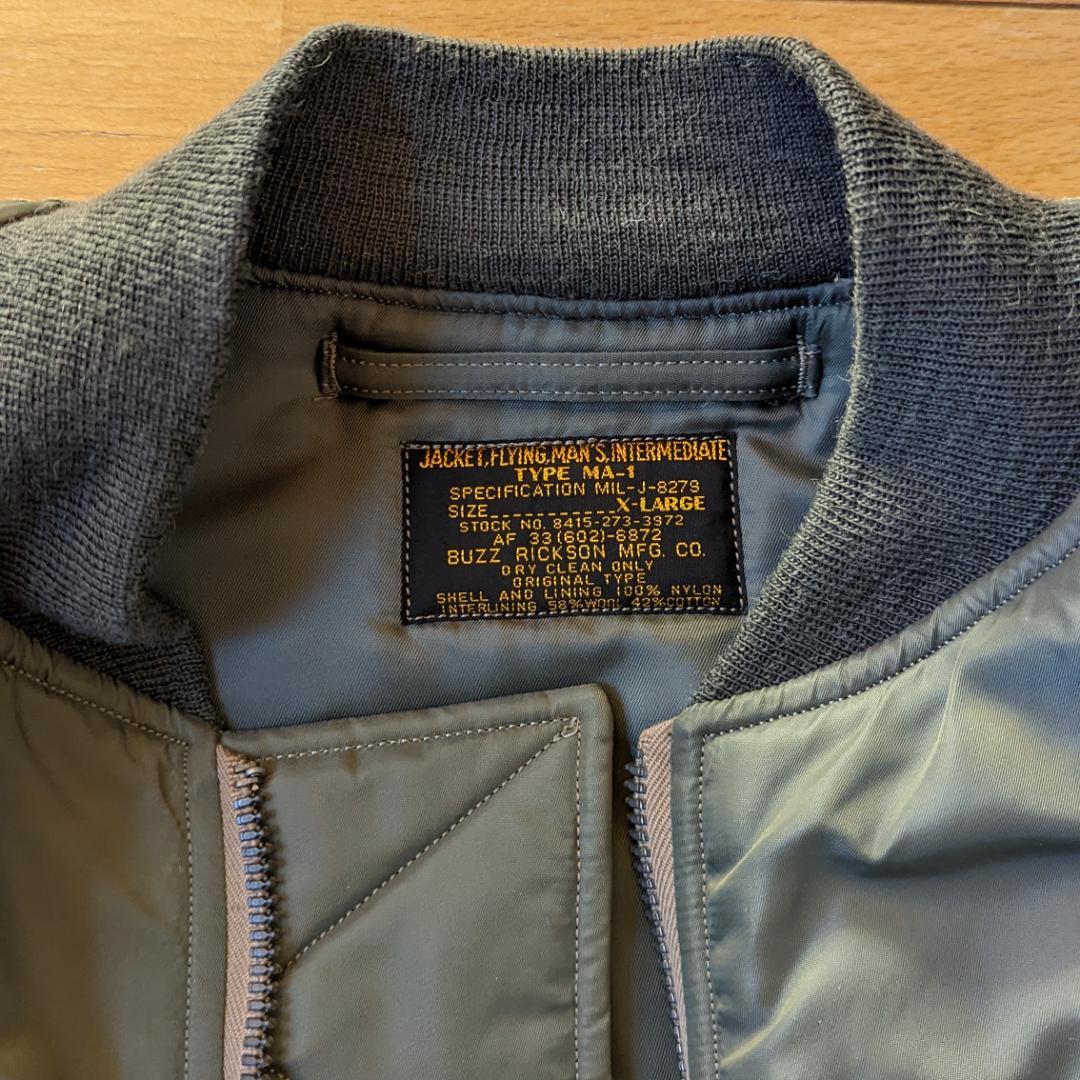 JACKET, FLYING, MAN'S, INTERMEDIATE
TYPE MA-1
SPECIFICATION MIL-J-8279
SIZE____________X-LARGE
STOCK NO. 8415-273-3972
AF 33(602)-6872
BUZZ RICKSON MFG. CO.
DRY CLEAN ONLY
ORIGINAL TYPE
SHELL AND LINING 100% NYLON
INTERLINING 58% WOOL 42% COTTON